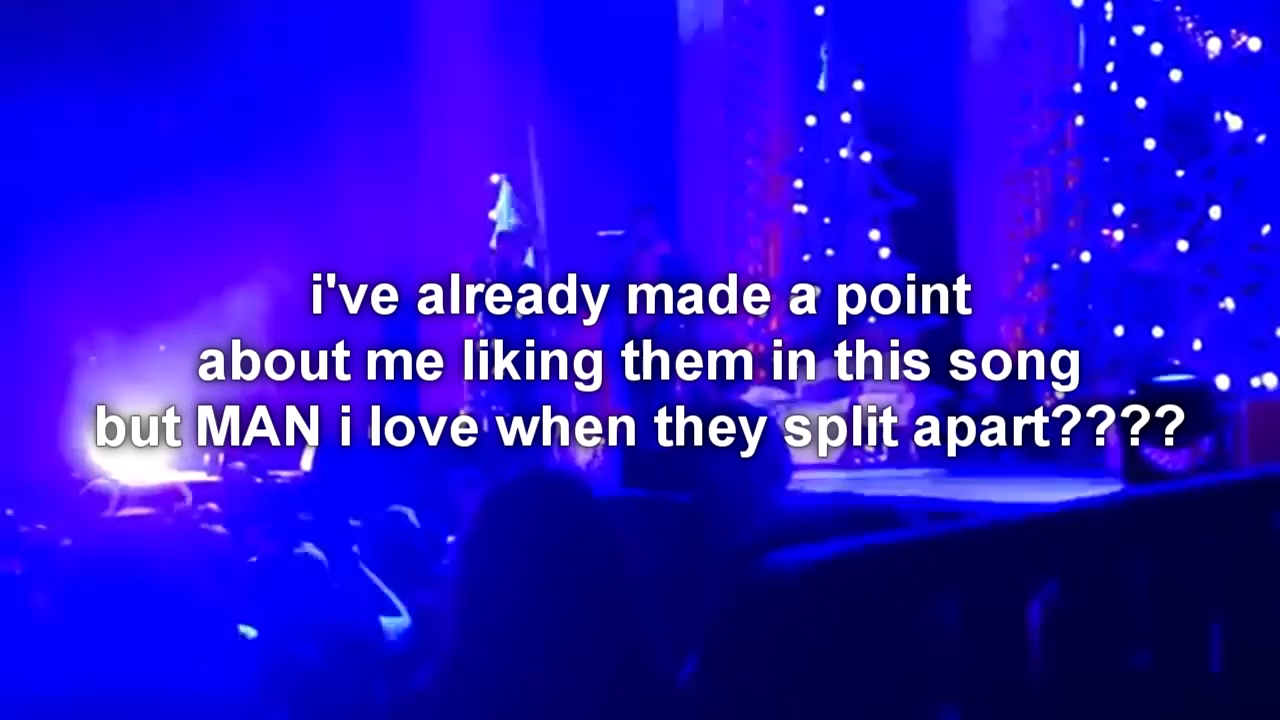 i've already made a point
about me liking them in this song
but MAN i love when they split apart????